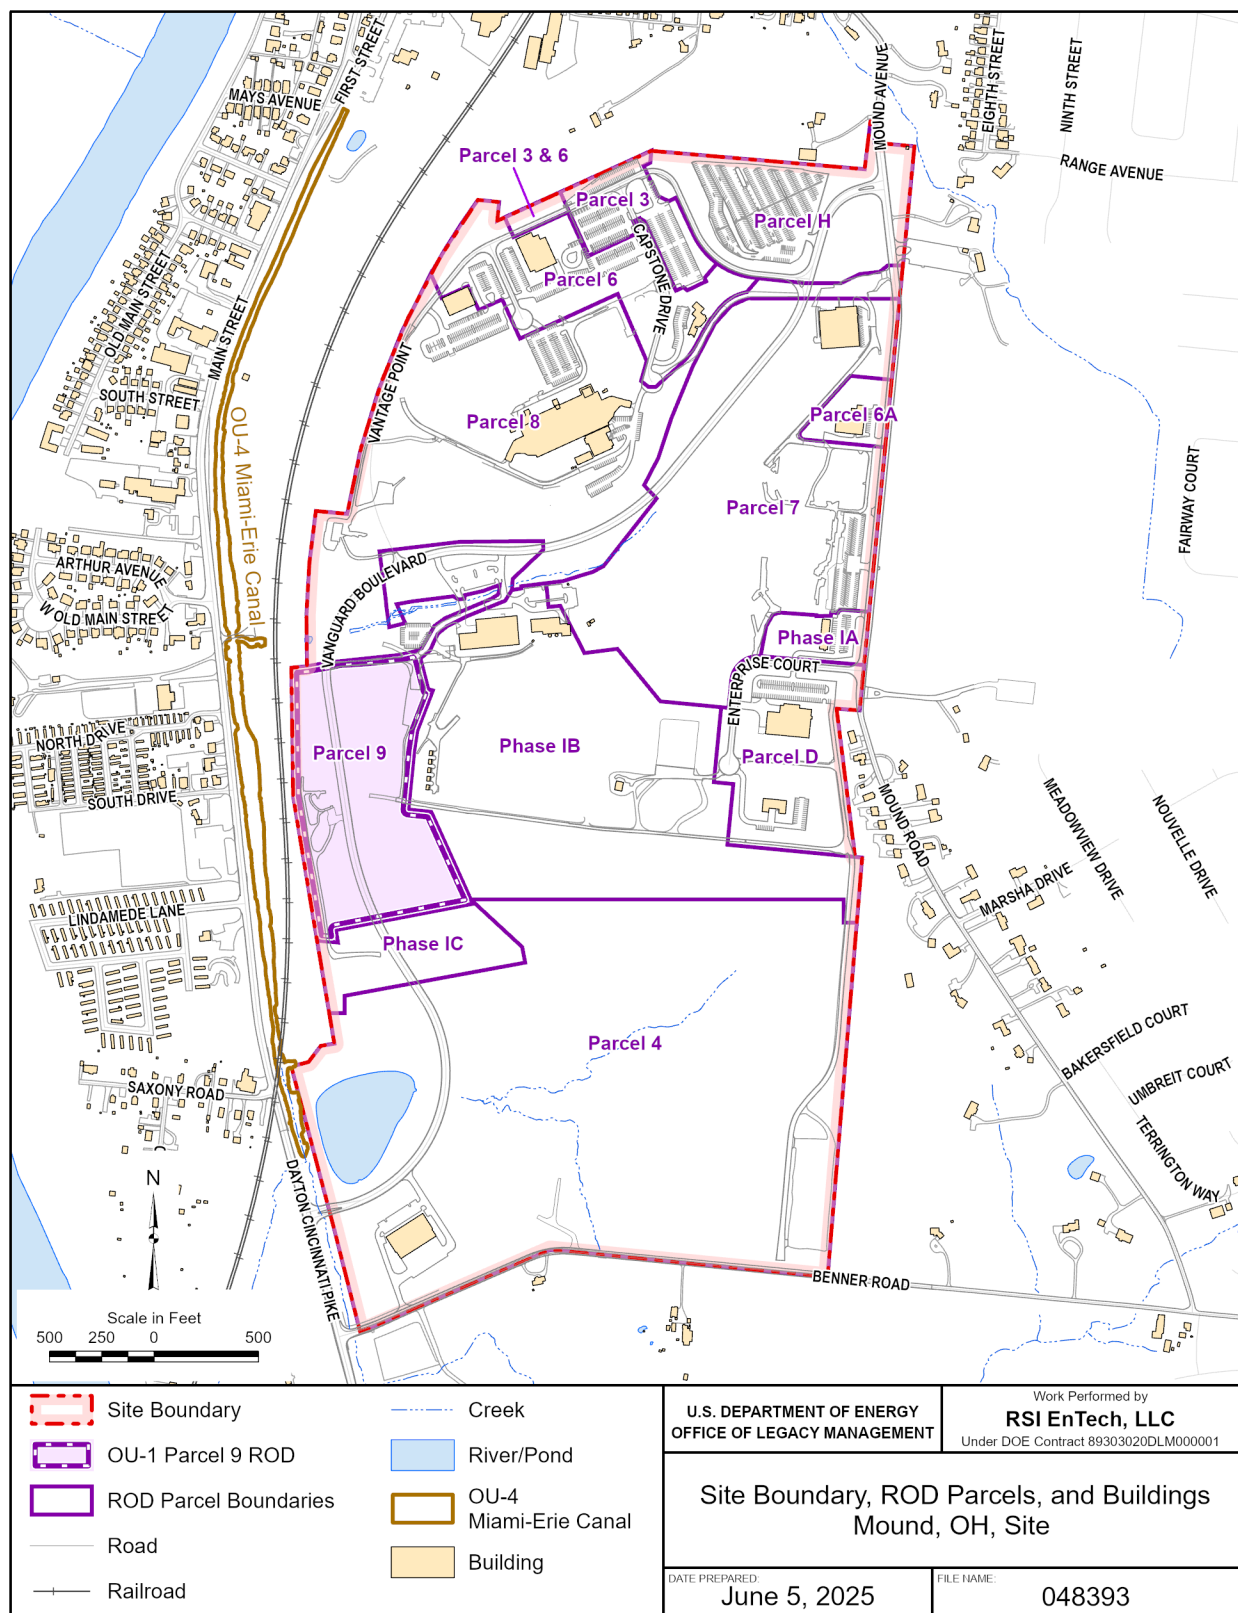 MAYS AVENUE
FIRST STREET
MOUND AVENUE
EIGHTH STREET
NINTH STREET
RANGE AVENUE
Parcel 3 & 6
Parcel 3
Parcel H
CAPSTONE DRIVE
Parcel 6
OLD MAIN STREET
MAIN STREET
SOUTH STREET
VANTAGE POINT
Parcel 8
Parcel 6A
OU-4 Miami-Erie Canal
Parcel 7
FAIRWAY COURT
ARTHUR AVENUE
W OLD MAIN STREET
VANGUARD BOULEVARD
Phase IA
ENTERPRISE COURT
NORTH DRIVE
SOUTH DRIVE
Parcel 9
Phase IB
Parcel D
MOUND ROAD
MEADOWVIEW DRIVE
NOUVELLE DRIVE
MARSHA DRIVE
LINDAMEDE LANE
Phase IC
Parcel 4
BAKERSFIELD COURT
UMBREIT COURT
TERRINGTON WAY
SAXONY ROAD
DAYTON CINCINNATI PIKE
BENNER ROAD
N
Scale in Feet
500 250 0 500
Site Boundary
OU-1 Parcel 9 ROD
ROD Parcel Boundaries
Road
Railroad
Creek
River/Pond
OU-4
Miami-Erie Canal
Building
U.S. DEPARTMENT OF ENERGY
OFFICE OF LEGACY MANAGEMENT
Work Performed by
RSI EnTech, LLC
Under DOE Contract 89303020DLM000001
Site Boundary, ROD Parcels, and Buildings
Mound, OH, Site
DATE PREPARED:
June 5, 2025
FILE NAME:
048393